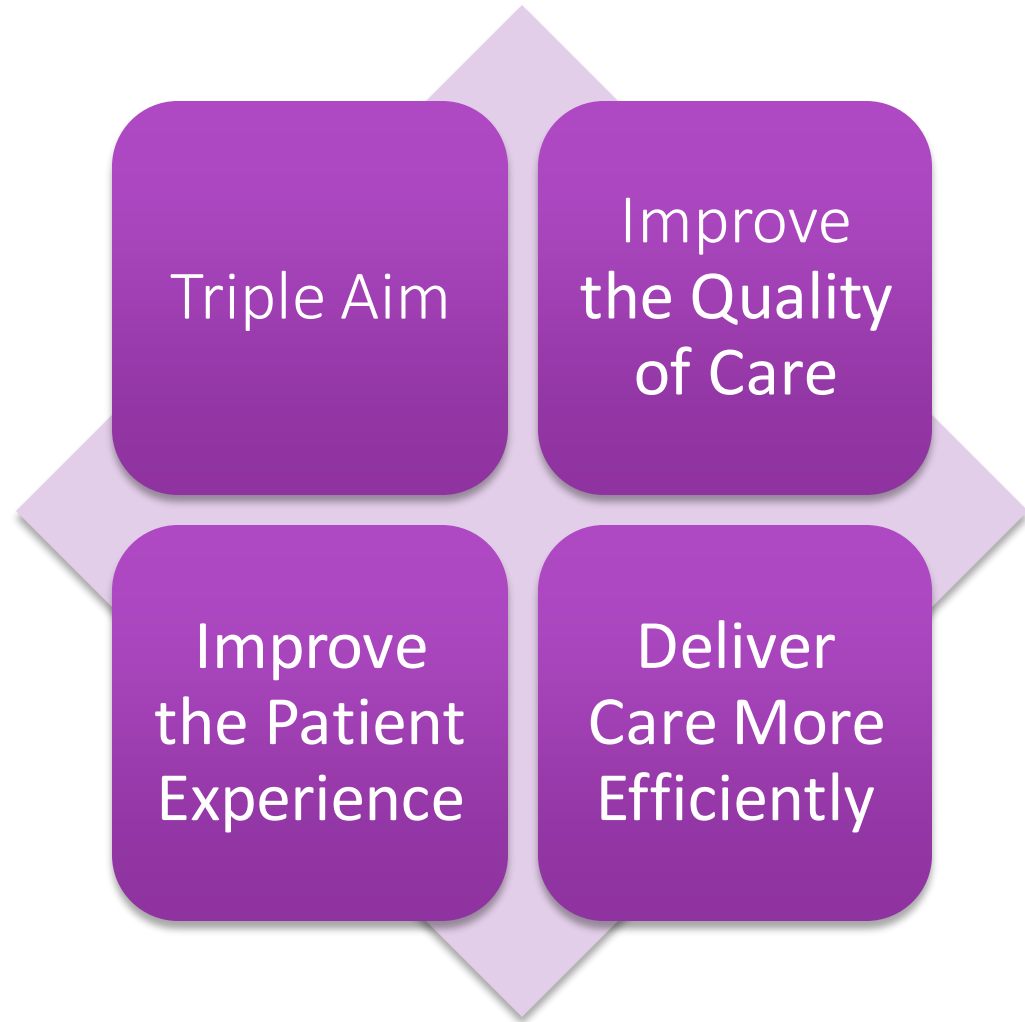 Triple Aim
Improve
the Quality
of Care
Improve
the Patient
Experience
Deliver
Care More
Efficiently